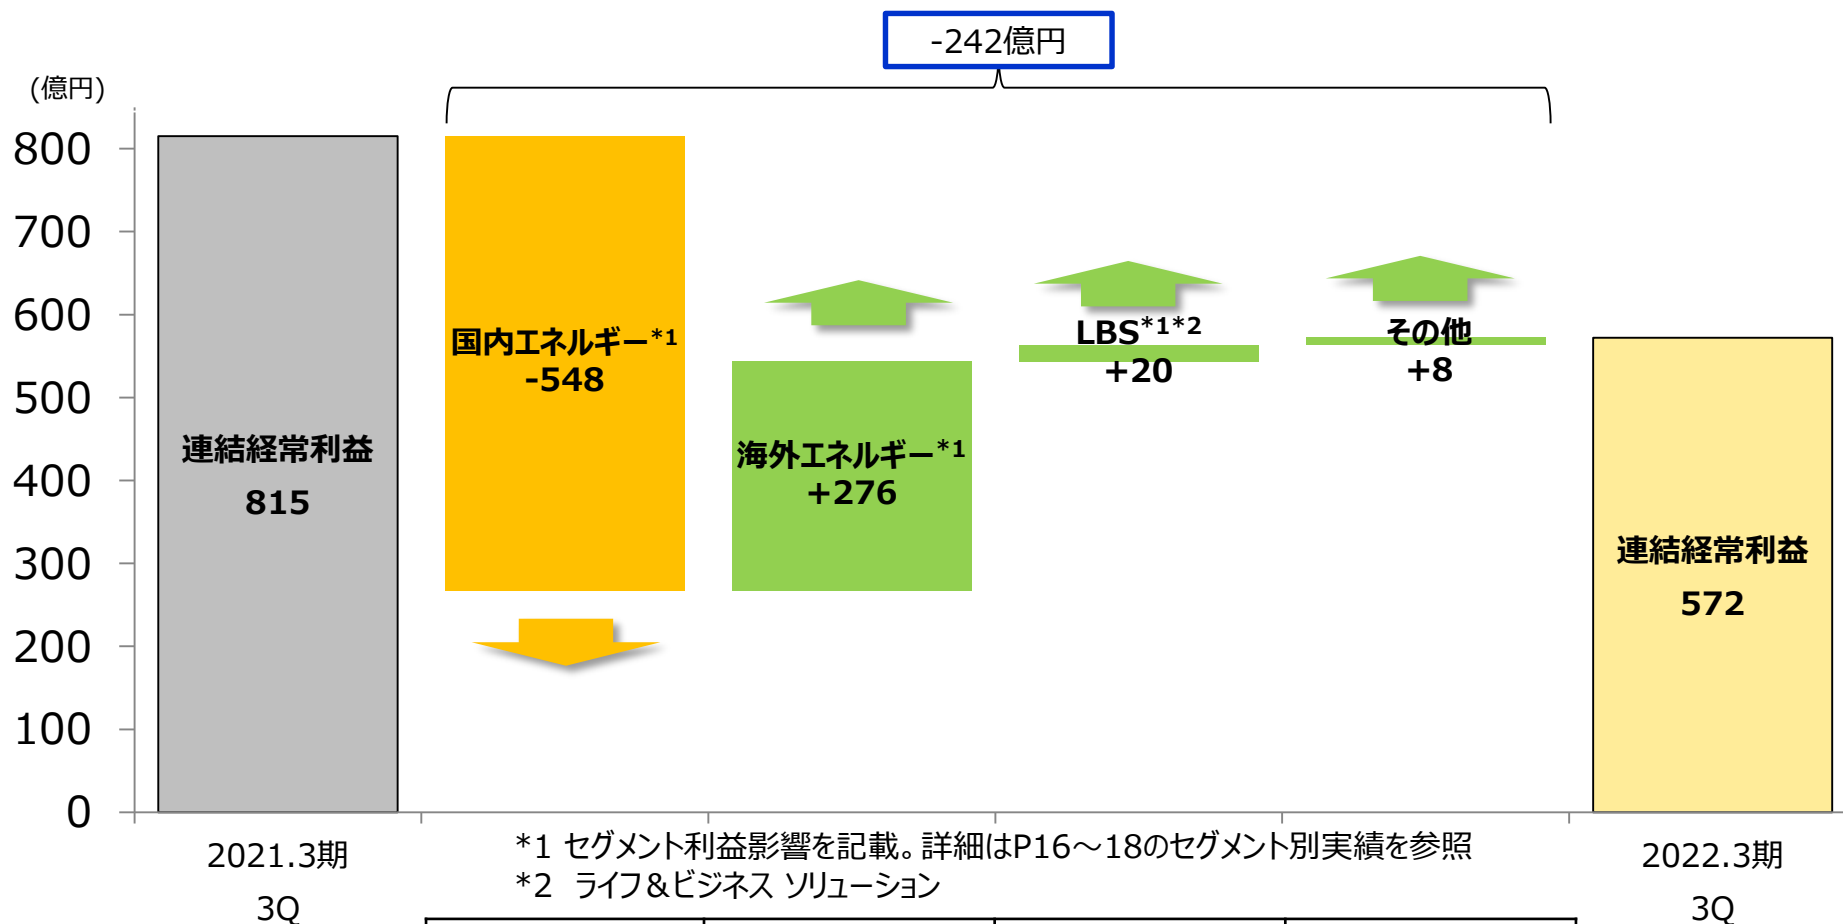 -242億円
(億円)
800
700
600
500
400
300
200
100
0
連結経常利益
815
国内エネルギー*1
-548
海外エネルギー*1
+276
LBS*1*2
+20
その他
+8
連結経常利益
572
2021.3期
3Q
*1 セグメント利益影響を記載。詳細はP16～18のセグメント別実績を参照
*2 ライフ＆ビジネス ソリューション
2022.3期
3Q